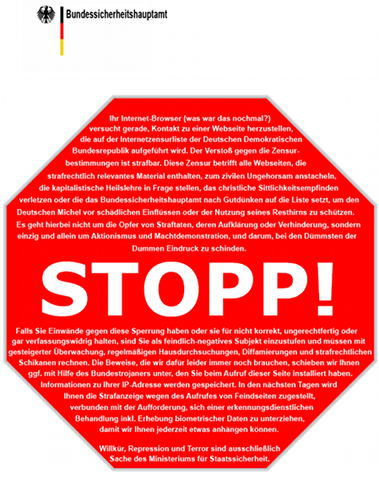 Bundessicherheitshauptamt
Ihr Internet-Browser (was war das nochmal?)
versucht gerade, Kontakt zu einer Webseite herzustellen,
die auf der Internetzensurliste der Deutschen Demokratischen
Bundesrepublik aufgeführt wird. Der Verstoß gegen die Zensur-
bestimmungen ist strafbar. Diese Zensur betrifft alle Webseiten, die
strafrechtlich relevantes Material enthalten, zum zivilen Ungehorsam anstacheln,
die kapitalistische Heilslehre in Frage stellen, das christliche Sittlichkeitsempfinden
verletzen oder die das Bundessicherheitshauptamt nach Gutdünken auf die Liste setzt, um den
Deutschen Michel vor schädlichen Einflüssen oder der Nutzung seines Resthirns zu schützen.
Es geht hierbei nicht um die Opfer von Straftaten, deren Aufklärung oder Verhinderung, sondern
einzig und allein um Aktionismus und Machtdemonstration, und darum, bei den Dümmsten der
Dummen Eindruck zu schinden.
STOPP!
Falls Sie Einwände gegen diese Sperrung haben oder sie für nicht korrekt, ungerechtfertig oder
gar verfassungswidrig halten, sind Sie als feindlich-negatives Subjekt einzustufen und müssen mit
gesteigerter Überwachung, regelmäßigen Hausdurchsuchungen, Diffamierungen und strafrechtlichen
Schikanen rechnen. Die Beweise, die wir dafür leider immer noch brauchen, schieben wir Ihnen
ggf. mit Hilfe des Bundestrojaners unter, den Sie beim Aufruf dieser Seite installiert haben.
Informationen zu Ihrer IP-Adresse werden gespeichert. In den nächsten Tagen wird
Ihnen die Strafanzeige wegen des Aufrufes von Feindseiten zugestellt,
verbunden mit der Aufforderung, sich einer erkennungsdienstlichen
Behandlung inkl. Erhebung biometrischer Daten zu unterziehen,
damit wir Ihnen jederzeit etwas anhängen können.
Willkür, Repression und Terror sind ausschließlich
Sache des Ministeriums für Staatssicherheit.